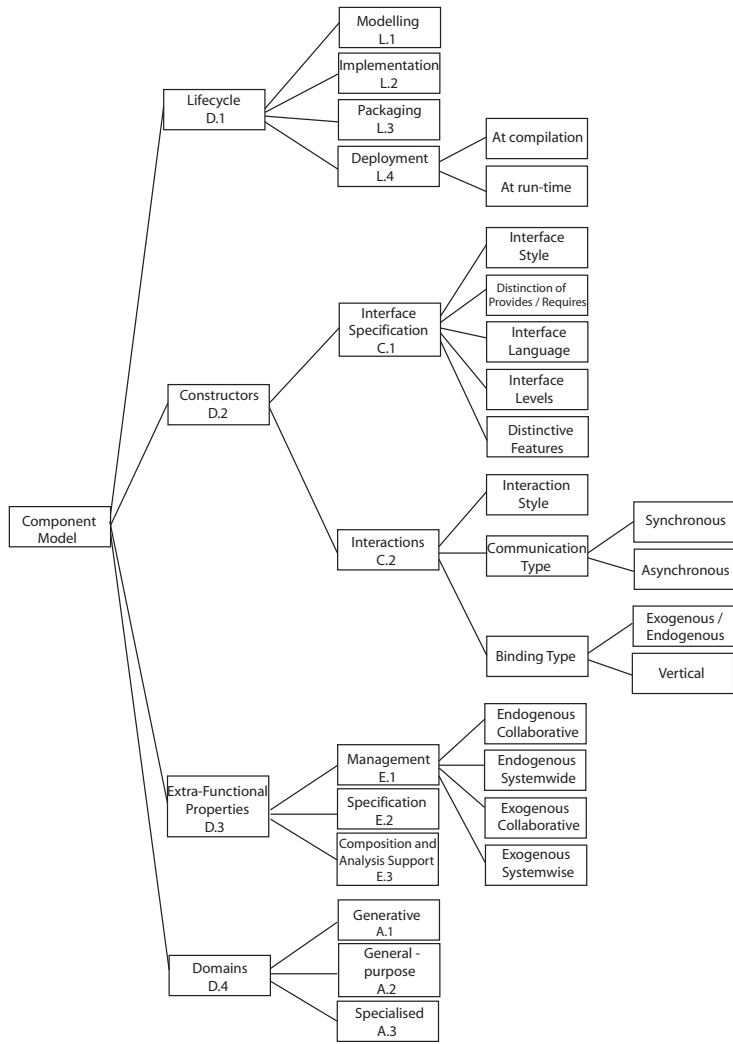 Component
Model
Lifecycle
D.1
Modelling
L.1
Implementation
L.2
Packaging
L.3
Deployment
L.4
At compilation
At run-time
Constructors
D.2
Interface
Specification
C.1
Interface
Style
Distinction of
Provides / Requires
Interface
Language
Interface
Levels
Distinctive
Features
Interactions
C.2
Interaction
Style
Communication
Type
Synchronous
Asynchronous
Binding Type
Exogenous /
Endogenous
Vertical
Extra-Functional
Properties
D.3
Management
E.1
Endogenous
Collaborative
Endogenous
Systemwide
Exogenous
Collaborative
Exogenous
Systemwise
Specification
E.2
Composition and
Analysis Support
E.3
Domains
D.4
Generative
A.1
General -
purpose
A.2
Specialised
A.3